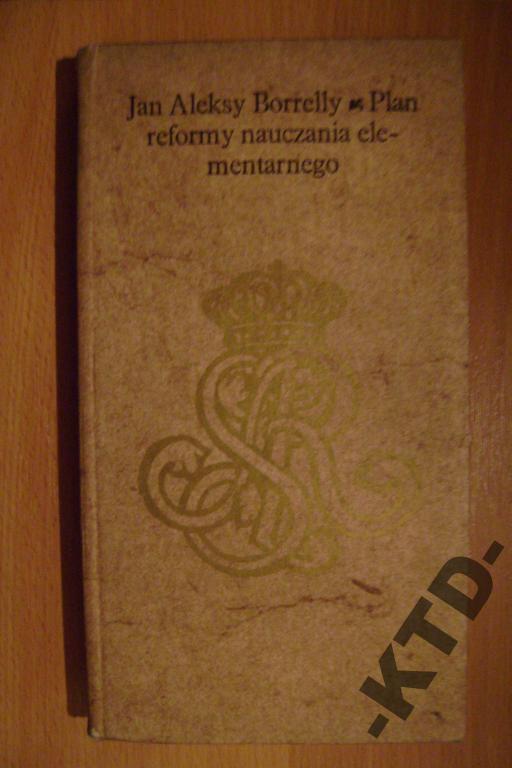 Jan Aleksy Borrelly Plan
reformy nauczania ele-
mentarnego
-KTD-